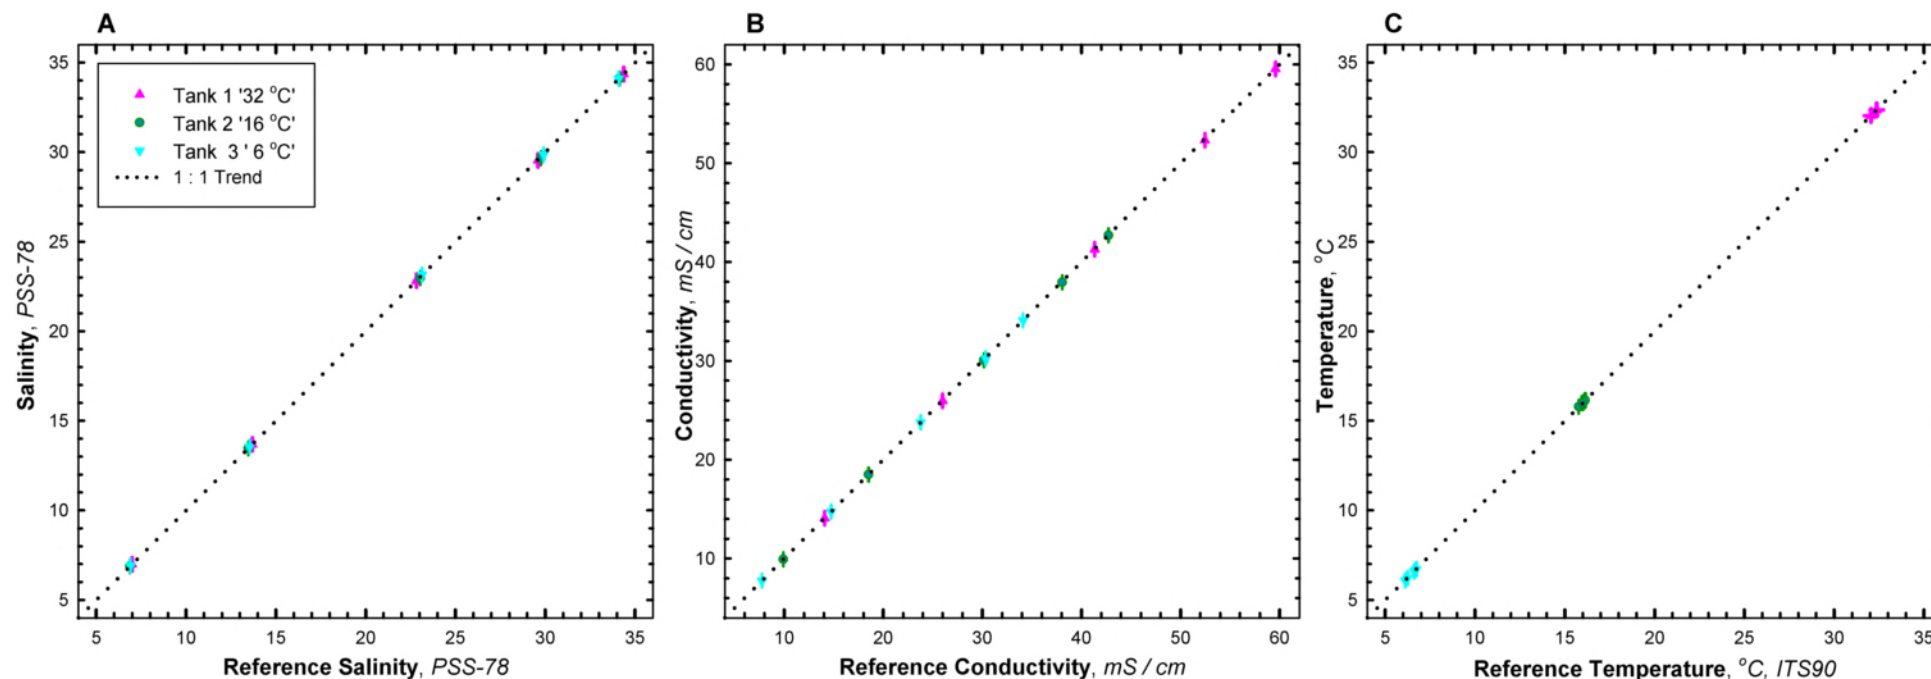 A
B
C
Tank 1 '32 °C'
Tank 2 '16 °C'
Tank 3 ' 6 °C'
1 : 1 Trend
Salinity, PSS-78
35
30
25
20
15
10
5
5 10 15 20 25 30 35
Reference Salinity, PSS-78
Conductivity, mS / cm
60
50
40
30
20
10
10 20 30 40 50 60
Reference Conductivity, mS / cm
Temperature, °C
35
30
25
20
15
10
5
5 10 15 20 25 30 35
Reference Temperature, °C, ITS90